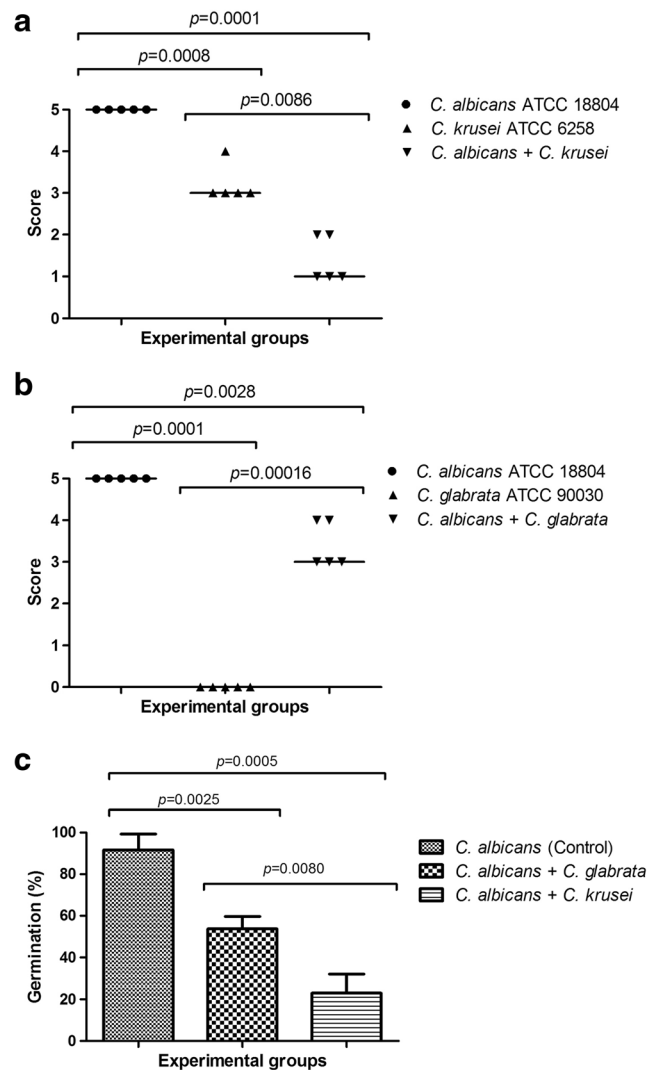 a
p=0.0001
p=0.0008
p=0.0086
C. albicans ATCC 18804
C. krusei ATCC 6258
C. albicans + C. krusei
5
4
3
2
1
0
Score
Experimental groups
b
p=0.0028
p=0.0001
p=0.00016
C. albicans ATCC 18804
C. glabrata ATCC 90030
C. albicans + C. glabrata
5
4
3
2
1
0
Score
Experimental groups
c
p=0.0005
p=0.0025
p=0.0080
C. albicans (Control)
C. albicans + C. glabrata
C. albicans + C. krusei
100
80
60
40
20
0
Germination (%)
Experimental groups